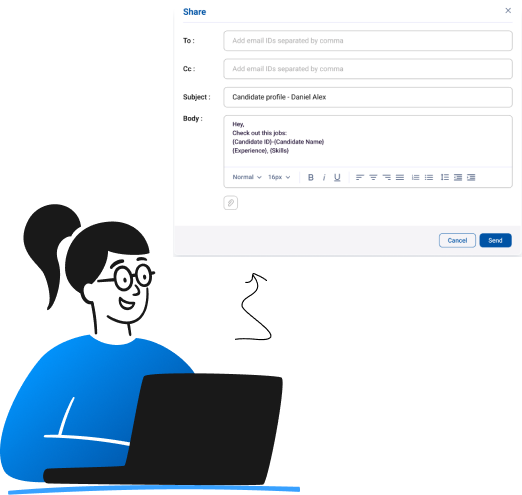 Share
To :
Add email IDs separated by comma
Cc :
Add email IDs separated by comma
Subject :
Candidate profile - Daniel Alex
Body :
Hey,
Check out this jobs:
{Candidate ID}-{Candidate Name}
{Experience}, {Skills}
Normal 16px B i U
Cancel Send